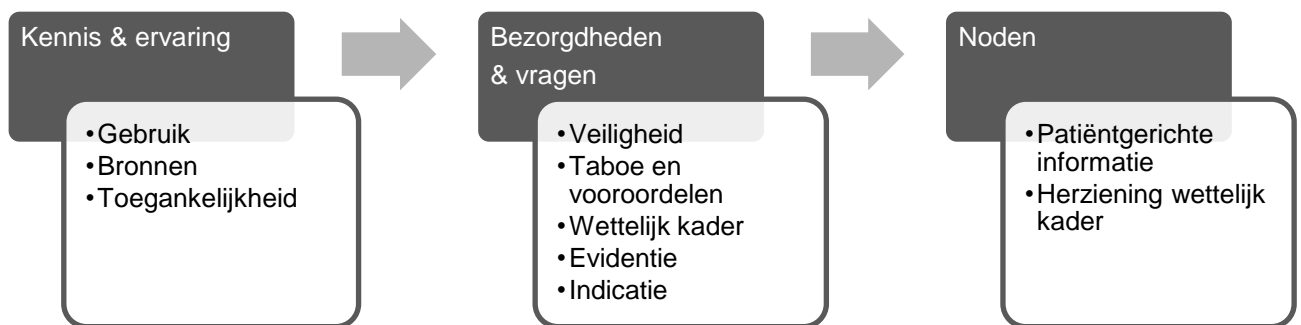 Kennis & ervaring
•Gebruik
•Bronnen
•Toegankelijkheid
Bezorgdheden
& vragen
•Veiligheid
•Taboe en
vooroordelen
•Wettelijk kader
•Evidentie
•Indicatie
Noden
•Patiëntgerichte
informatie
•Herziening wettelijk
kader